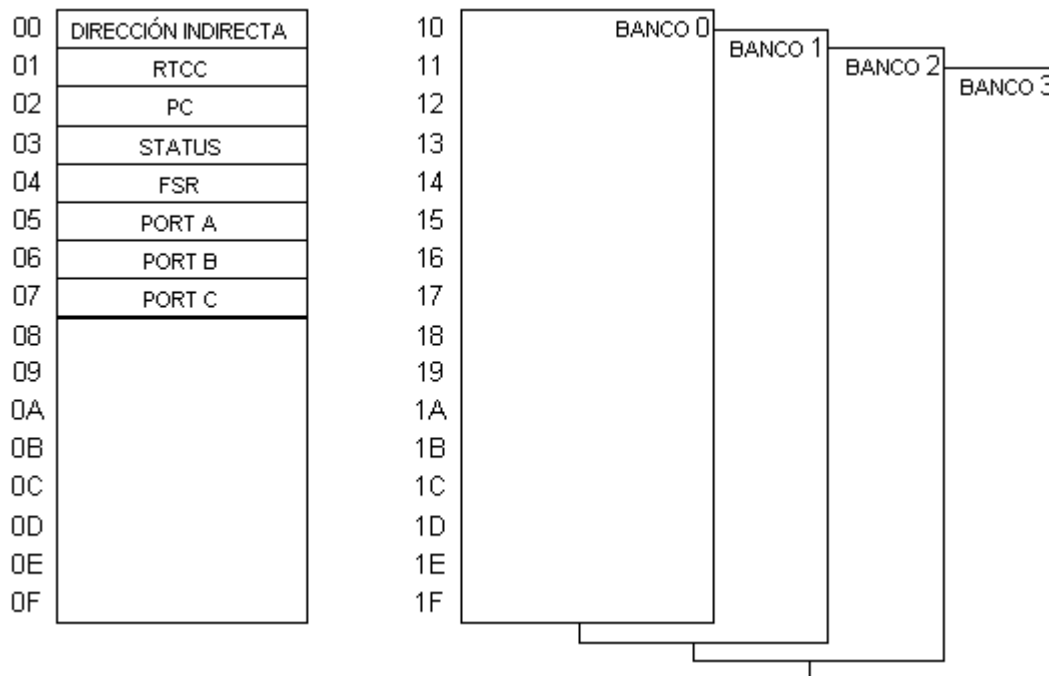 00 DIRECCIÓN INDIRECTA
01 RTCC
02 PC
03 STATUS
04 FSR
05 PORT A
06 PORT B
07 PORT C
08
09
0A
0B
0C
0D
0E
0F
10 BANCO 0
BANCO 1
BANCO 2
BANCO 3
11
12
13
14
15
16
17
18
19
1A
1B
1C
1D
1E
1F